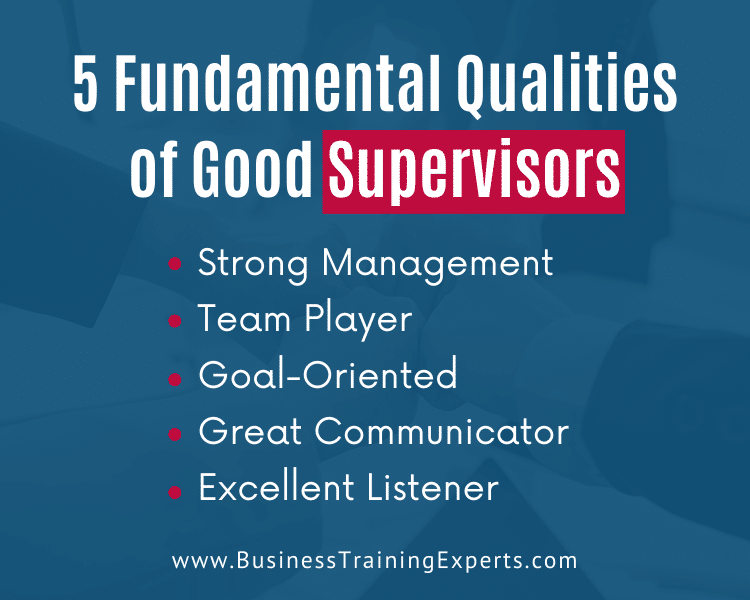 5 Fundamental Qualities
of Good Supervisors
Strong Management
Team Player
Goal-Oriented
Great Communicator
Excellent Listener
www.BusinessTrainingExperts.com